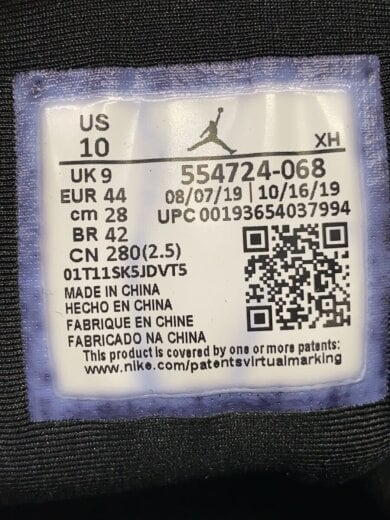 US
10
XH
UK 9
EUR 44
cm 28
BR 42
CN 280(2.5)
01T11SK5JDVT5
554724-068
08/07/19 | 10/16/19
UPC 00193654037994
MADE IN CHINA
HECHO EN CHINA
FABRIQUE EN CHINE
FABRICADO NA CHINA
This product is covered by one or more patents:
www.nike.com/patentsvirtualmarking